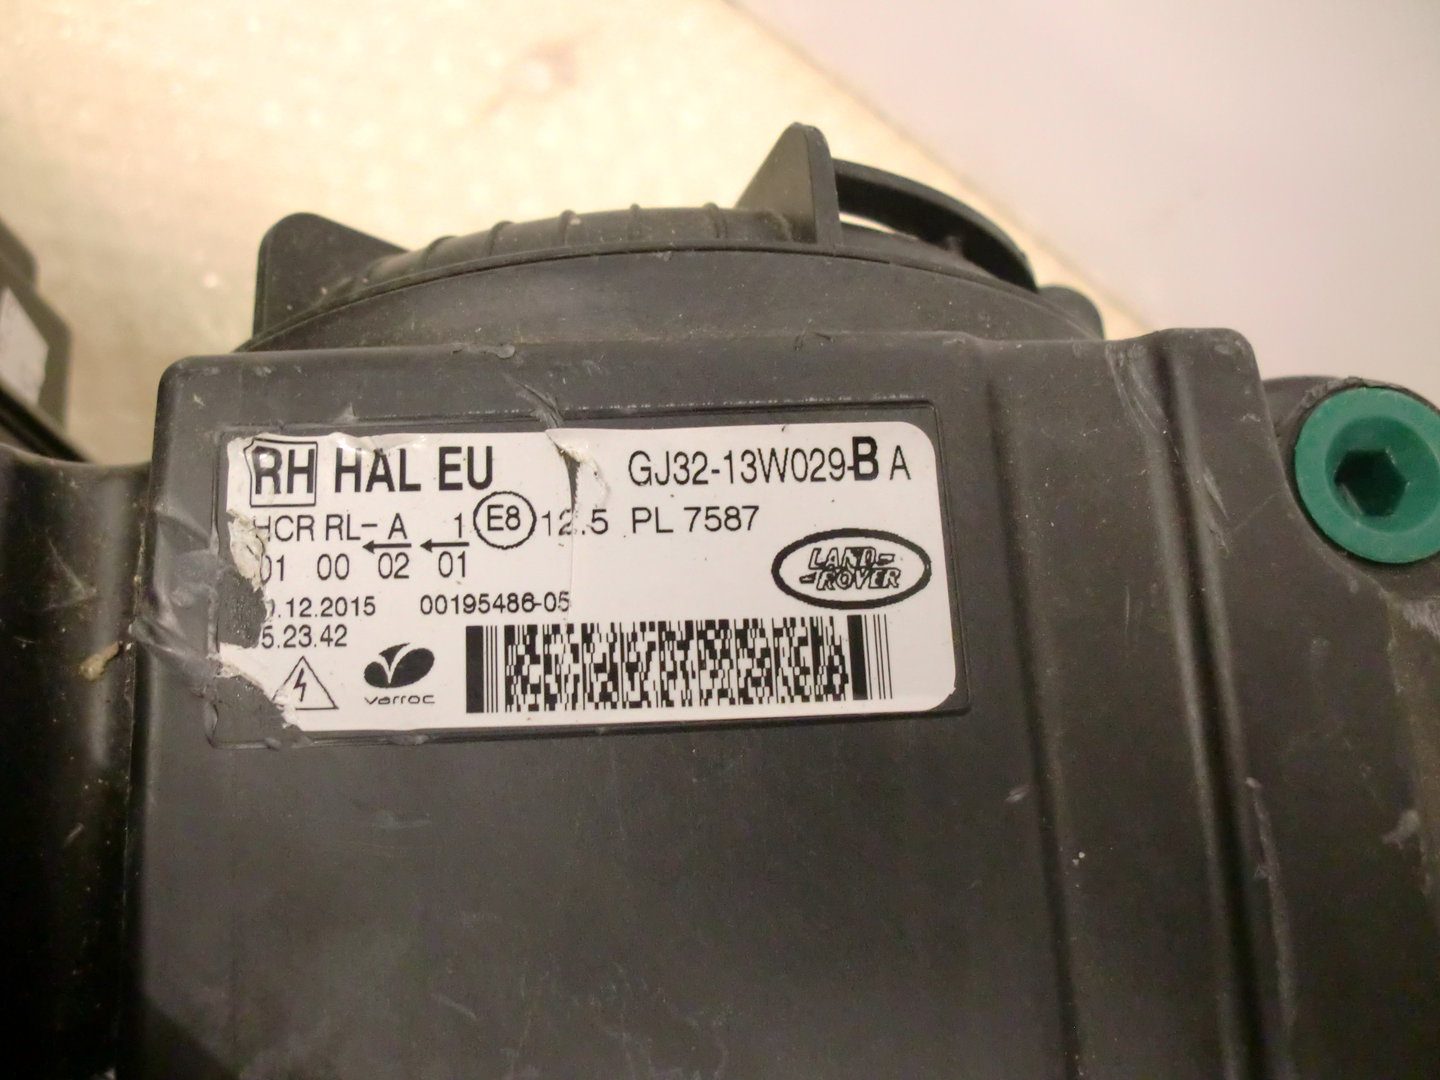 RH HAL EU GJ32-13W029-B A
HCR RL- A 1 E8 12.5 PL 7587
01 00 02 01
LAND-
-ROVER
.12.2015 00195486-05
5.23.42
varroc